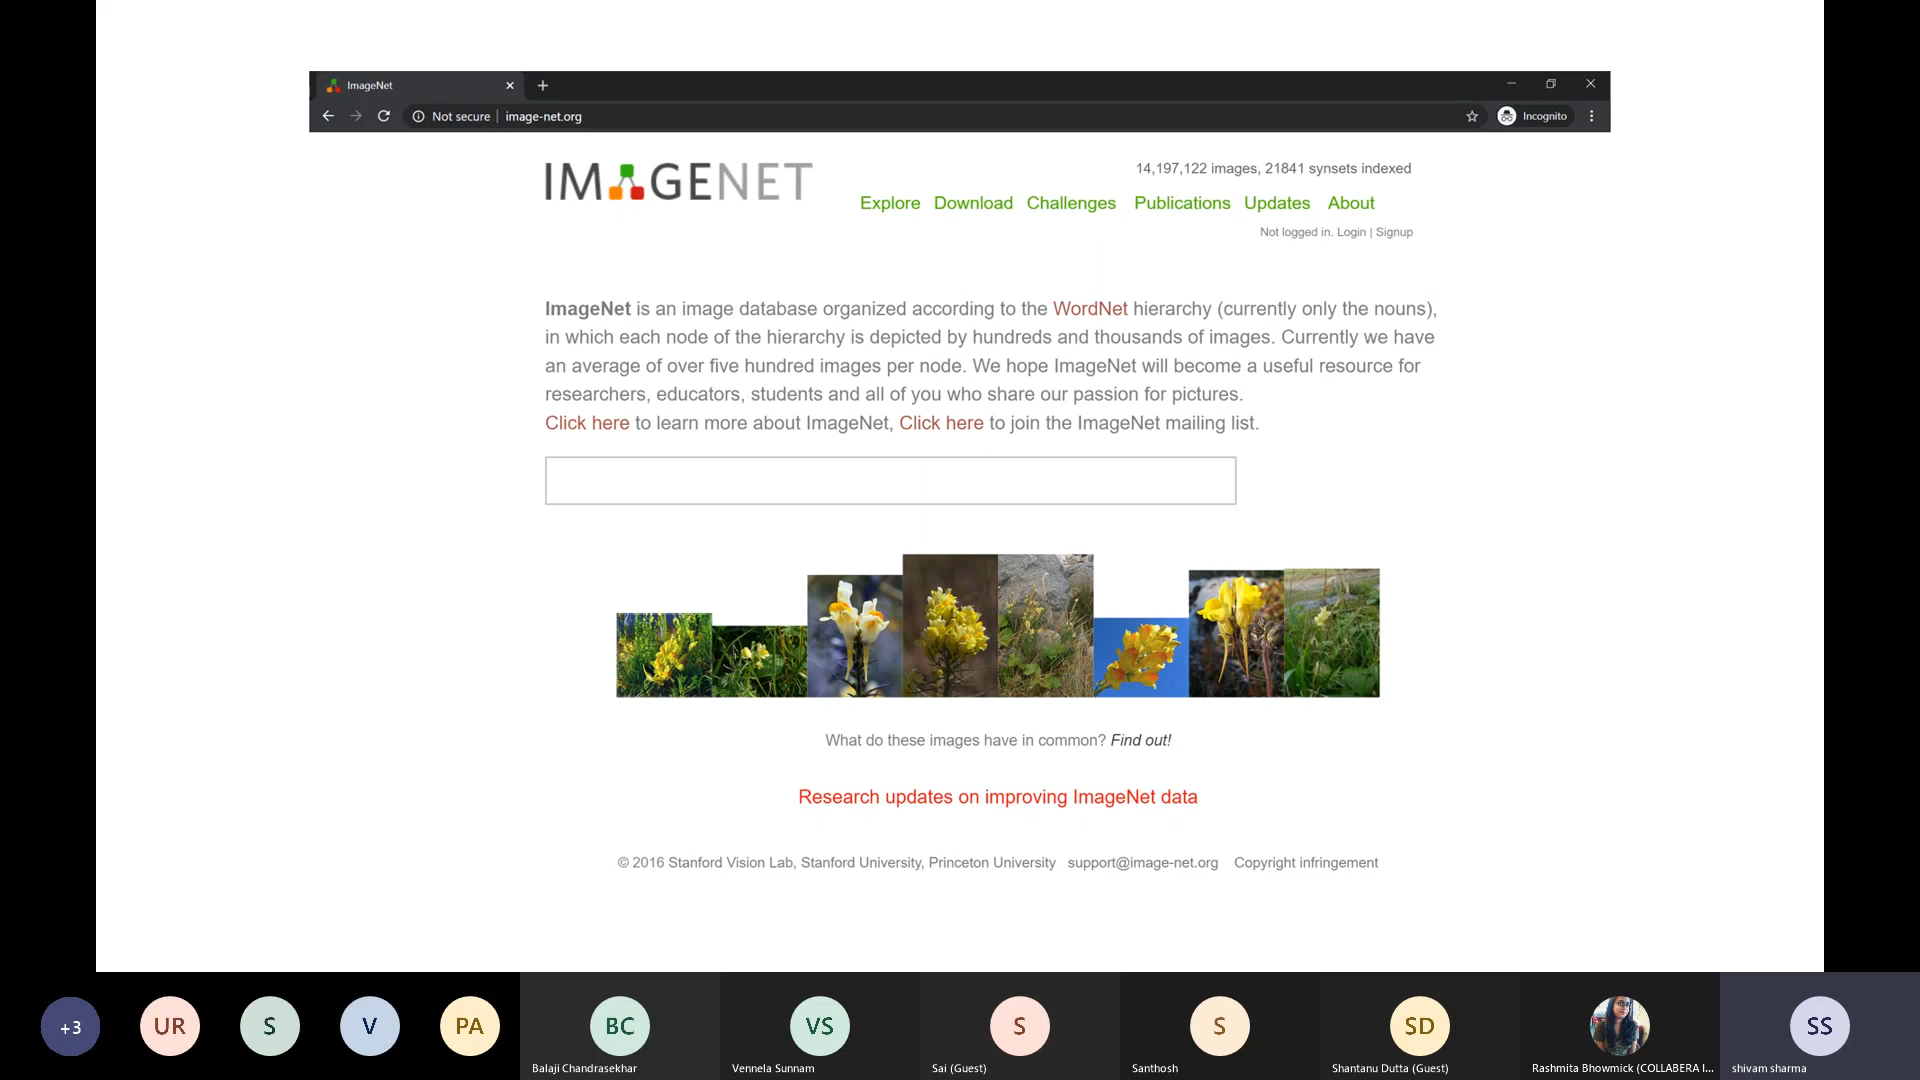 ImageNet
Not secure | image-net.org
Incognito
IMAGENET
14,197,122 images, 21841 synsets indexed
Explore Download Challenges Publications Updates About
Not logged in. Login | Signup
ImageNet is an image database organized according to the WordNet hierarchy (currently only the nouns),
in which each node of the hierarchy is depicted by hundreds and thousands of images. Currently we have
an average of over five hundred images per node. We hope ImageNet will become a useful resource for
researchers, educators, students and all of you who share our passion for pictures.
Click here to learn more about ImageNet, Click here to join the ImageNet mailing list.
What do these images have in common? Find out!
Research updates on improving ImageNet data
© 2016 Stanford Vision Lab, Stanford University, Princeton University support@image-net.org Copyright infringement
+3 UR S V PA BC VS S S SD SS
Balaji Chandrasekhar Vennela Sunnam Sai (Guest) Santhosh Shantanu Dutta (Guest) Rashmita Bhowmick (COLLABERA I... shivam sharma